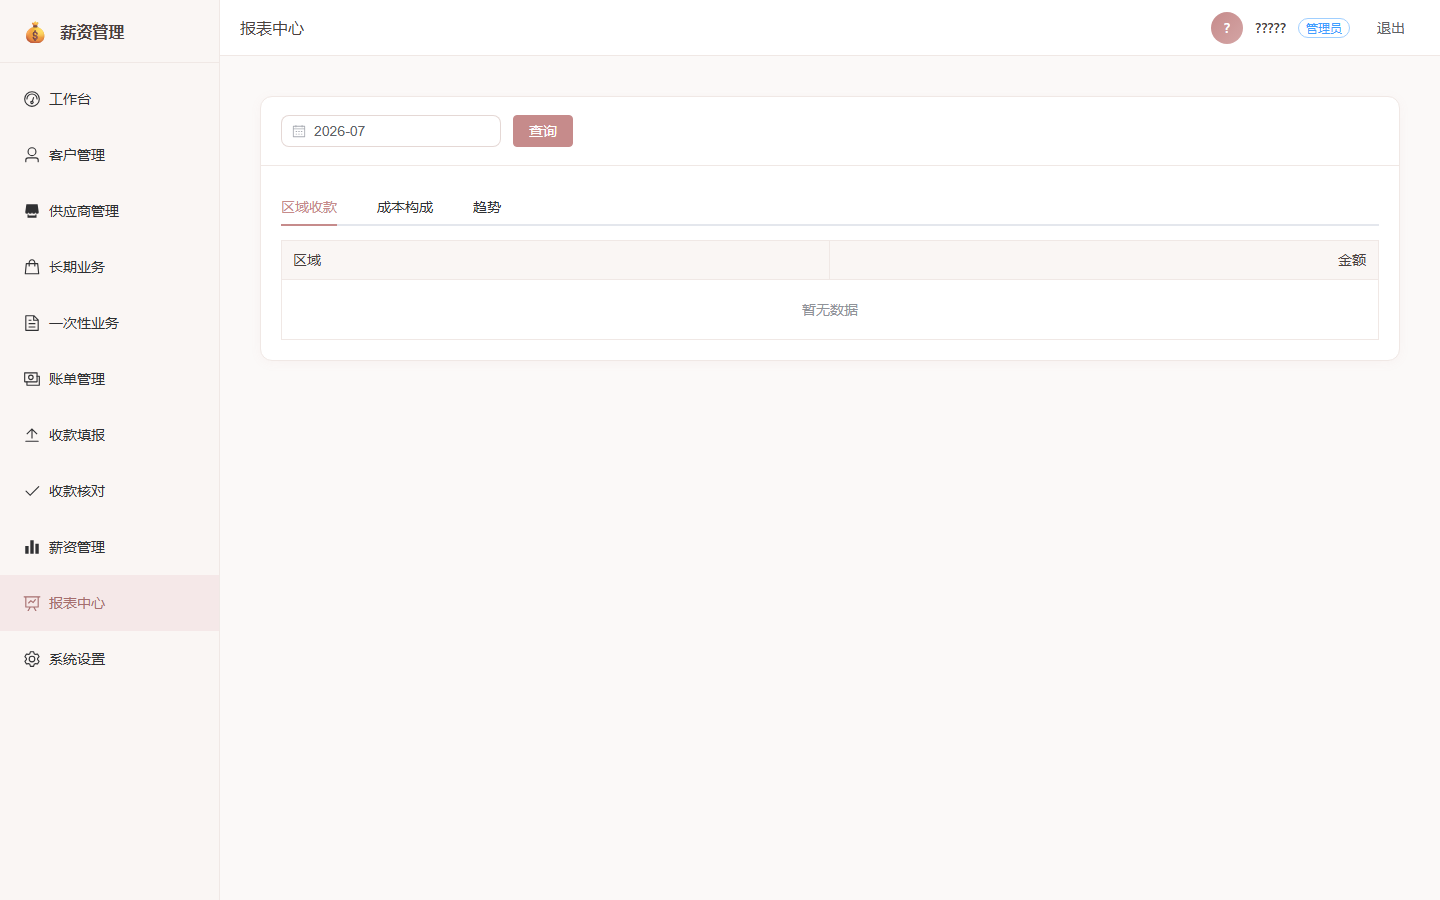 薪资管理
报表中心
?
?????
管理员
退出
工作台
客户管理
供应商管理
长期业务
一次性业务
账单管理
收款填报
收款核对
薪资管理
报表中心
系统设置
2026-07
查询
区域收款
成本构成
趋势
区域
金额
暂无数据